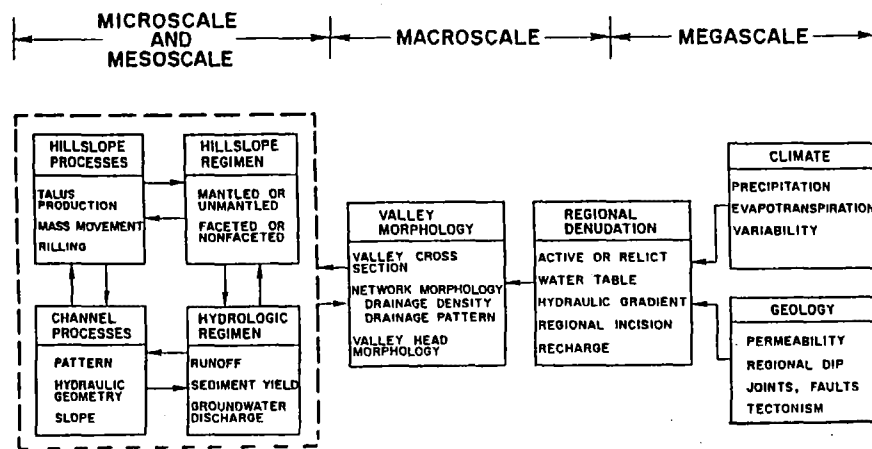 MICROSCALE
AND
MESOSCALE
MACROSCALE
MEGASCALE
HILLSLOPE
PROCESSES
TALUS
PRODUCTION
MASS MOVEMENT
RILLING
HILLSLOPE
REGIMEN
MANTLED OR
UNMANTLED
FACETED OR
NONFACETED
CHANNEL
PROCESSES
PATTERN
HYDRAULIC
GEOMETRY
SLOPE
HYDROLOGIC
REGIMEN
RUNOFF
SEDIMENT YIELD
GROUNDWATER
DISCHARGE
VALLEY
MORPHOLOGY
VALLEY CROSS
SECTION
NETWORK MORPHOLOGY
DRAINAGE DENSITY
DRAINAGE PATTERN
VALLEY HEAD
MORPHOLOGY
REGIONAL
DENUDATION
ACTIVE OR RELICT
WATER TABLE
HYDRAULIC GRADIENT
REGIONAL INCISION
RECHARGE
CLIMATE
PRECIPITATION
EVAPOTRANSPIRATION
VARIABILITY
GEOLOGY
PERMEABILITY
REGIONAL DIP
JOINTS, FAULTS
TECTONISM